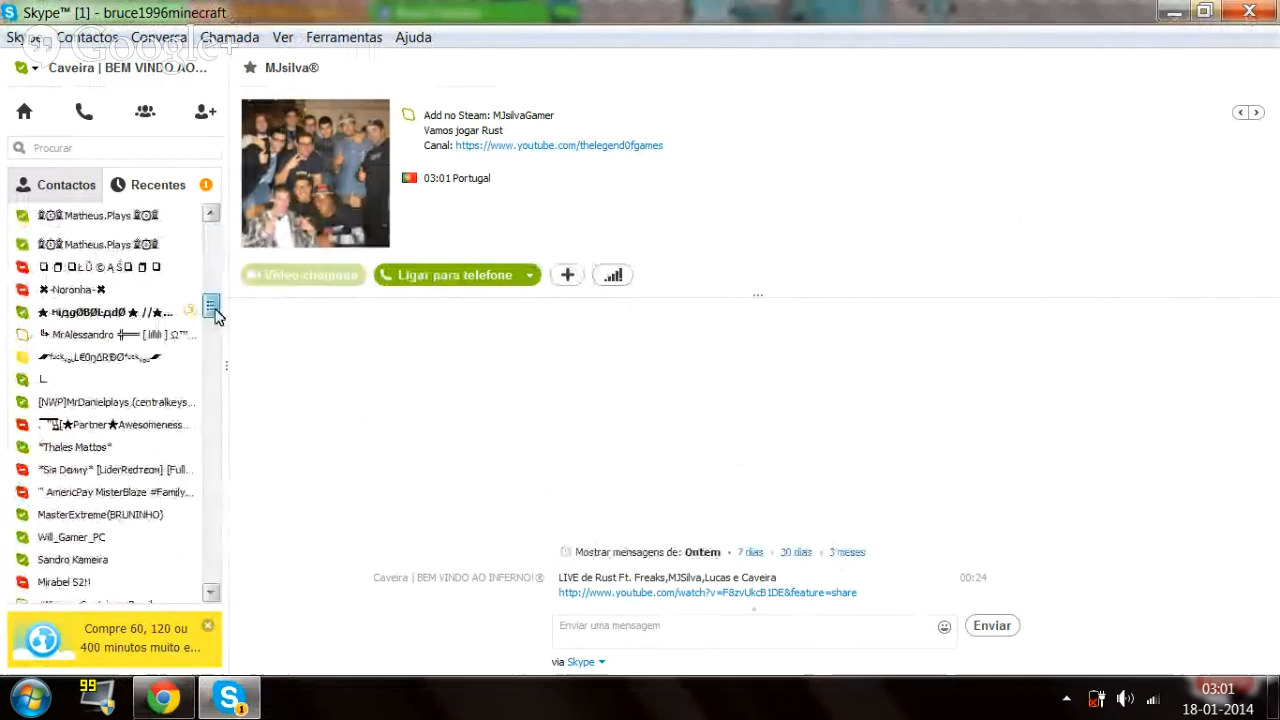 Skype™ [1] - bruce1996minecraft
Skype Contactos Conversa Chamada Ver Ferramentas Ajuda
Google+
Caveira | BEM VINDO AO...
MJsilva®
Add no Steam: MJsilvaGamer
Vamos jogar Rust
Canal: https://www.youtube.com/thelegend0fgames
03:01 Portugal
Procurar
Contactos
Recentes
1
Matheus.Plays
Matheus.Plays
✖-Noronha-✖
MrAlessandro
[NWP]MrDanielplays (centralkeys...
★Partner★Awesomeness...
*Thales Mattos*
MasterExtreme{BRUNINHO}
Will_Gamer_PC
Sandro Kameira
Mirabel S2!!
Vídeo chamada
Ligar para telefone
Mostrar mensagens de: Ontem • 7 dias • 30 dias • 3 meses
Caveira | BEM VINDO AO INFERNO!®
LIVE de Rust Ft. Freaks,MJSilva,Lucas e Caveira
00:24
http://www.youtube.com/watch?v=F8zvUkcB1DE&feature=share
Enviar uma mensagem
Enviar
via Skype
Compre 60, 120 ou
400 minutos muito e...
99
1
03:01
18-01-2014